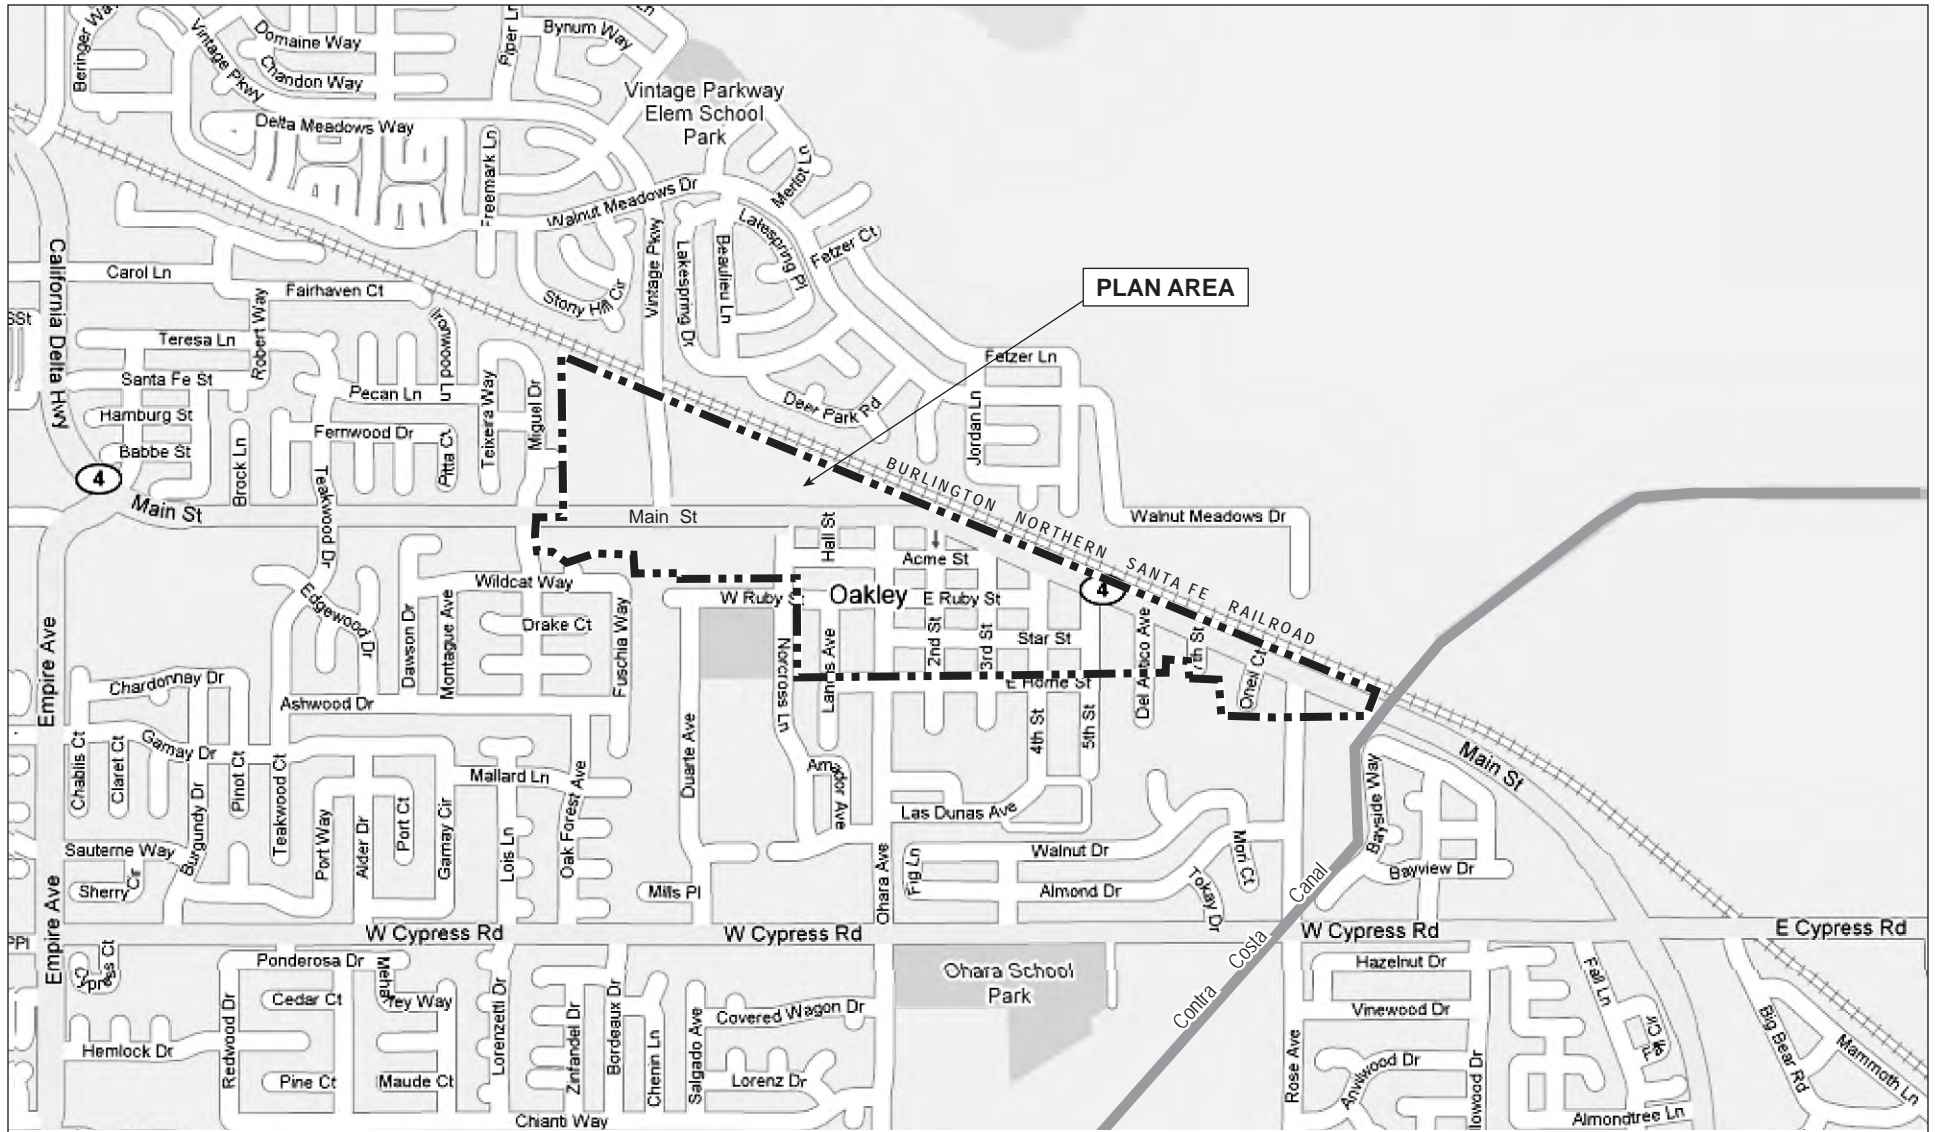 Beringer
Vintage Pkwy
Domaine Way
Chandon Way
Piper Ln
Bynum Way
Ln
Vintage Parkway
Elem School
Park
Delta Meadows Way
Freemark Ln
Walnut Meadows Dr
Merlot Ln
Lakespring Pl
Fetzer Ct
California Delta Hwy
Carol Ln
Fairhaven Ct
Stony Hill Cir
Vintage Pkwy
Lakespring Dr
Beaulieu Ln
PLAN AREA
Robert Way
Ironwood Ln
Teresa Ln
Santa Fe St
Pecan Ln
Hamburg St
Fernwood Dr
Babbe St
Brock Ln
Pitta Ct
Teixeira Way
Miguel Dr
Deer Park Rd
Fetzer Ln
Jordan Ln
4
Main St
Teakwood Dr
Main St
Hall St
BURLINGTON NORTHERN SANTA FE RAILROAD
Walnut Meadows Dr
Acme St
Wildcat Way
W Ruby St
Oakley
E Ruby St
4
Edgewood Dr
Dawson Dr
Montague Ave
Drake Ct
Fuschia Way
Norcross Ln
2nd St
3rd St
Star St
Del Antico Ave
7th St
Oneil Ct
Empire Ave
Chardonnay Dr
Ashwood Dr
E Home St
4th St
5th St
Chablis Ct
Claret Ct
Gamay Dr
Pinot Ct
Teakwood Ct
Mallard Ln
Duarte Ave
Amador Ave
Main St
Bayside Way
Burgundy Dr
Port Way
Alder Dr
Port Ct
Gamay Cir
Lois Ln
Oak Forest Ave
Las Dunas Ave
Sauterne Way
Sherry Cir
Mills Pl
Ohara Ave
Fig Ln
Walnut Dr
Almond Dr
Tokay Dr
Mori Ct
Bayview Dr
Contra Costa Canal
Empire Ave
W Cypress Rd
W Cypress Rd
W Cypress Rd
E Cypress Rd
Cypress Ct
Ponderosa Dr
Cedar Ct
Ohara School
Park
Hazelnut Dr
Fall Ln
Vinewood Dr
Covered Wagon Dr
Hemlock Dr
Redwood Dr
Pine Ct
Maude Ct
Lorenzetti Dr
Zinfandel Dr
Bordeaux Dr
Chenin Ln
Salgado Ave
Lorenz Dr
Chianti Way
Rose Ave
Big Bear Rd
Mammoth Ln
Almondtree Ln